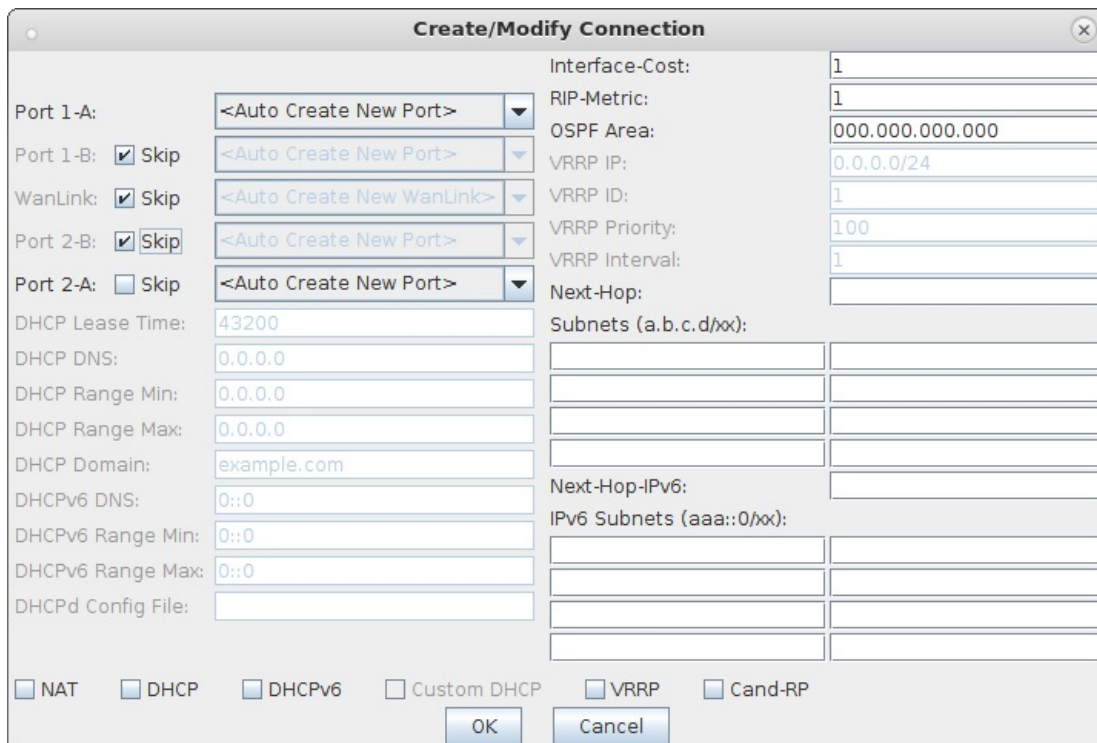 Create/Modify Connection
Port 1-A: <Auto Create New Port>
Port 1-B: Skip <Auto Create New Port>
WanLink: Skip <Auto Create New WanLink>
Port 2-B: Skip <Auto Create New Port>
Port 2-A: Skip <Auto Create New Port>
DHCP Lease Time: 43200
DHCP DNS: 0.0.0.0
DHCP Range Min: 0.0.0.0
DHCP Range Max: 0.0.0.0
DHCP Domain: example.com
DHCPv6 DNS: 0::0
DHCPv6 Range Min: 0::0
DHCPv6 Range Max: 0::0
DHCPd Config File:
Interface-Cost: 1
RIP-Metric: 1
OSPF Area: 000.000.000.000
VRRP IP: 0.0.0.0/24
VRRP ID: 1
VRRP Priority: 100
VRRP Interval: 1
Next-Hop:
Subnets (a.b.c.d/xx):
Next-Hop-IPv6:
IPv6 Subnets (aaa::0/xx):
NAT DHCP DHCPv6 Custom DHCP VRRP Cand-RP
OK Cancel